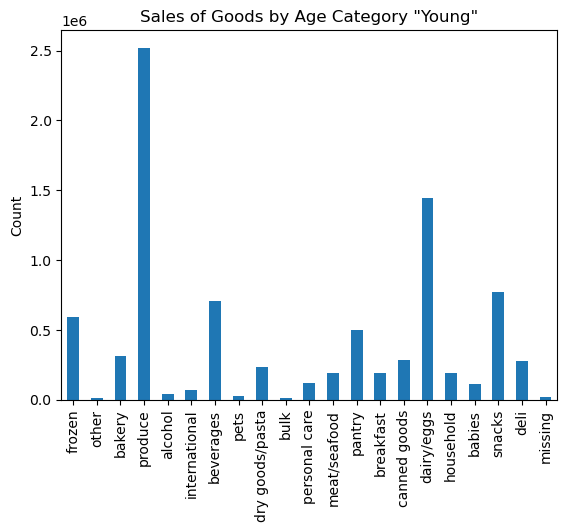 Sales of Goods by Age Category "Young"
1e6
2.5
2.0
1.5
1.0
0.5
0.0
Count
frozen
other
bakery
produce
alcohol
international
beverages
pets
dry goods/pasta
bulk
personal care
meat/seafood
pantry
breakfast
canned goods
dairy/eggs
household
babies
snacks
deli
missing